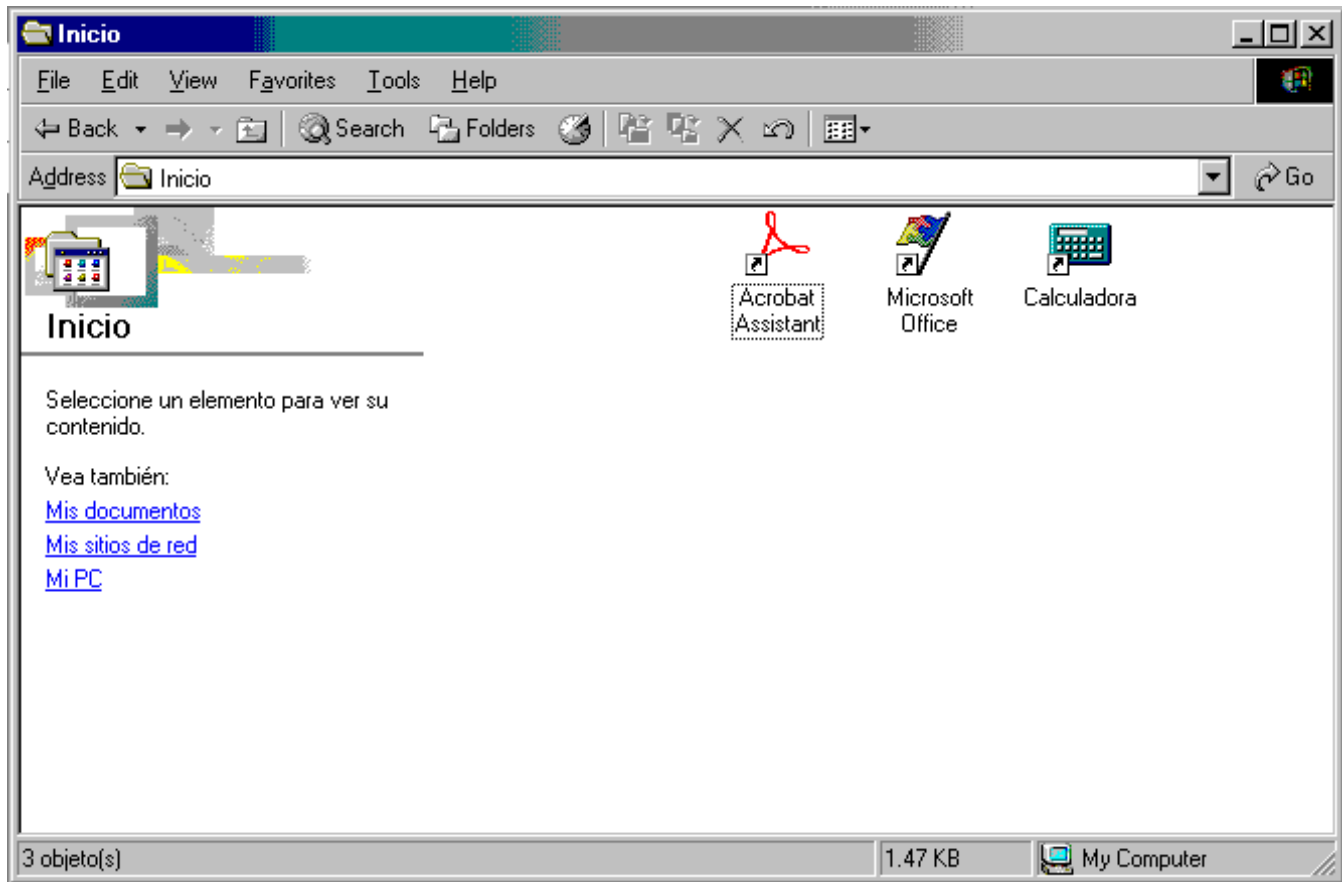 Inicio
File Edit View Favorites Tools Help
Back Search Folders
Address Inicio Go
Inicio
Seleccione un elemento para ver su
contenido.
Vea también:
Mis documentos
Mis sitios de red
Mi PC
Acrobat
Assistant
Microsoft
Office
Calculadora
3 objeto(s) 1.47 KB My Computer